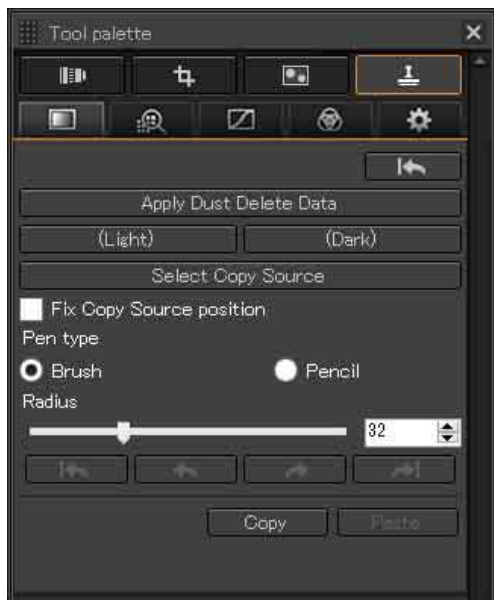 Tool palette
Apply Dust Delete Data
(Light) (Dark)
Select Copy Source
Fix Copy Source position
Pen type
Brush Pencil
Radius
32
Copy Paste